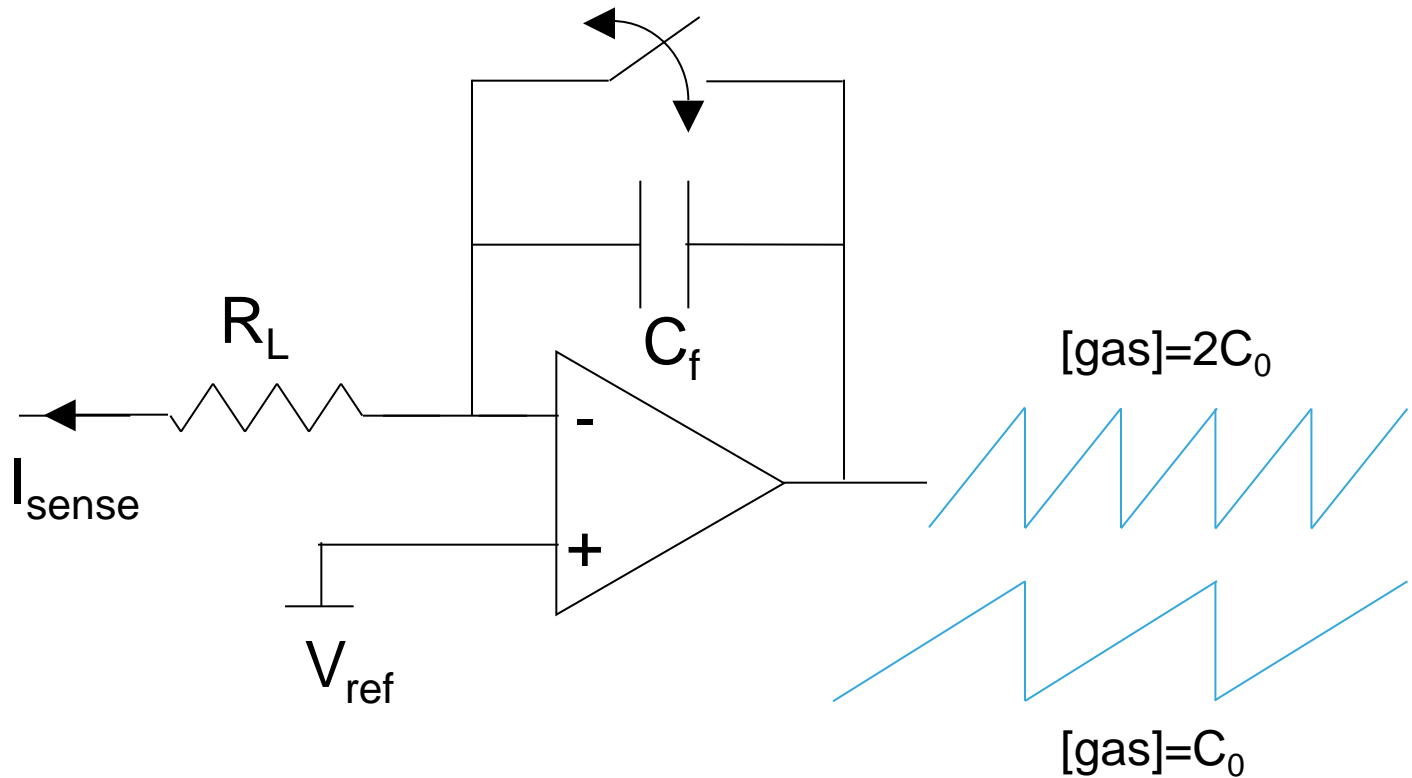 C_f
R_L
[gas]=2C_0
-
I_sense
+
V_ref
[gas]=C_0